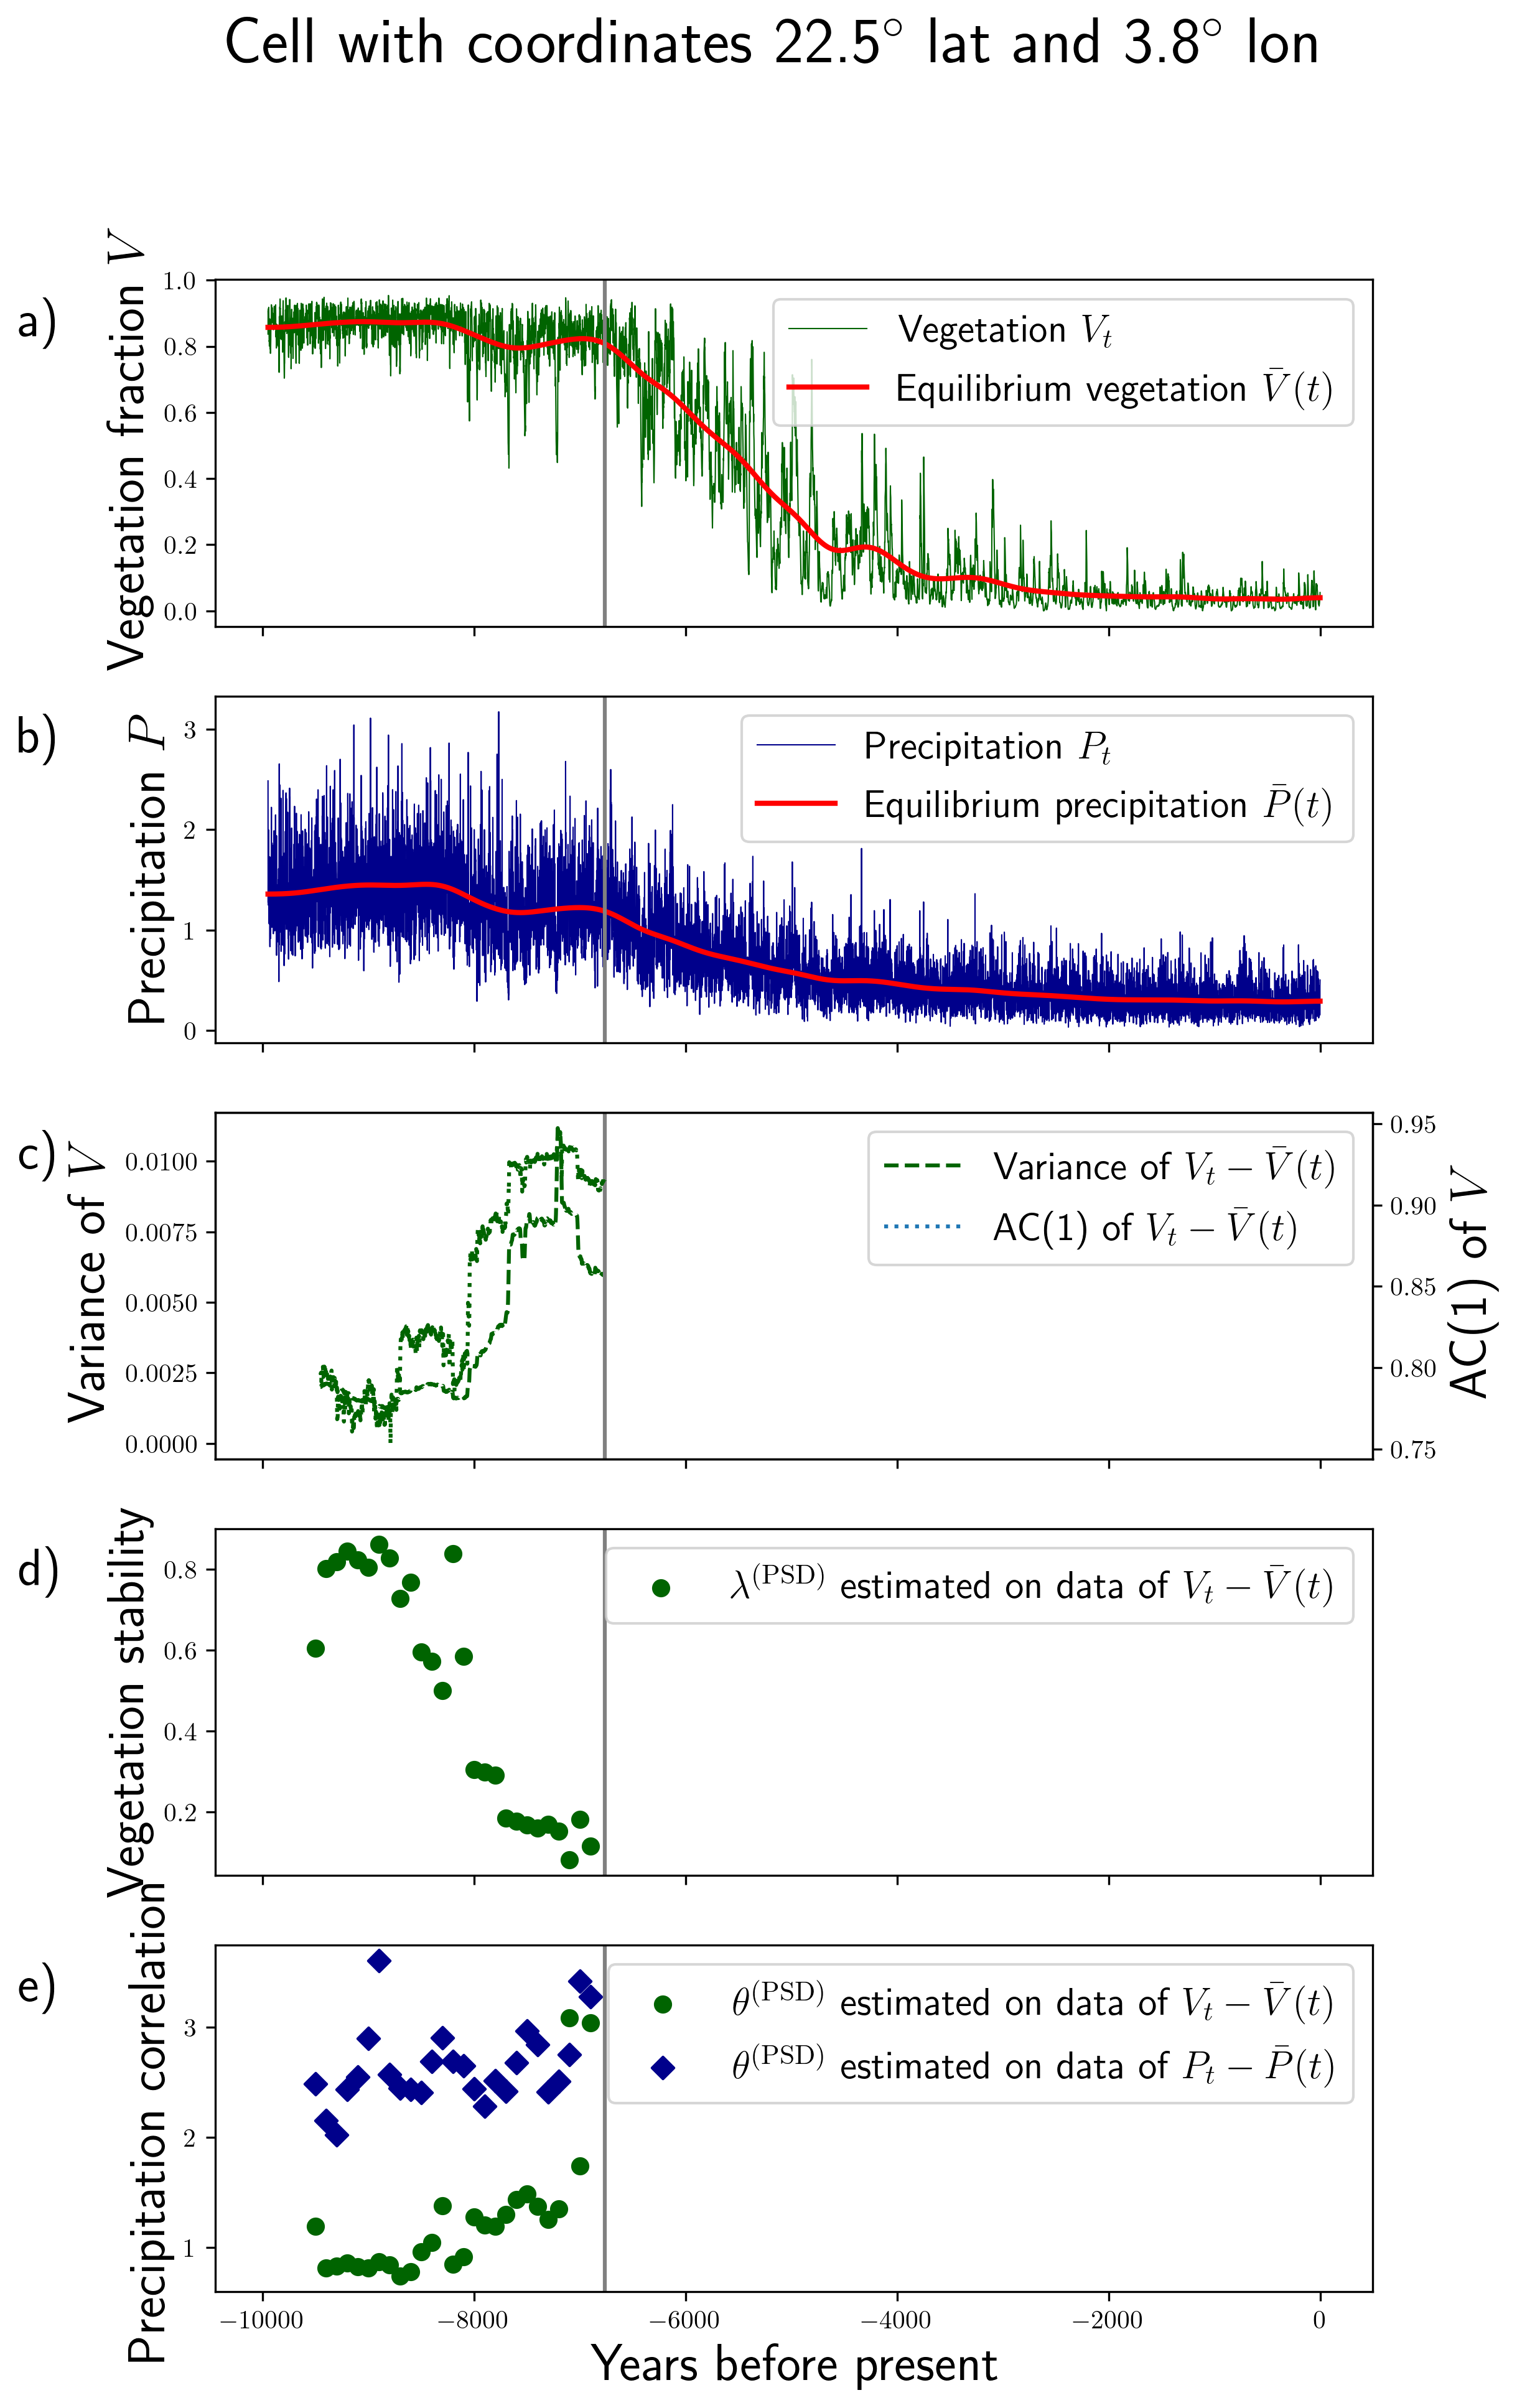 Cell with coordinates 22.5° lat and 3.8° lon
a)
Vegetation fraction V
1.0
0.8
0.6
0.4
0.2
0.0
Vegetation V_t
Equilibrium vegetation V̄(t)
b)
Precipitation P
3
2
1
0
Precipitation P_t
Equilibrium precipitation P̄(t)
c)
Variance of V
0.0100
0.0075
0.0050
0.0025
0.0000
Variance of V_t − V̄(t)
AC(1) of V_t − V̄(t)
0.95
0.90
0.85
0.80
0.75
AC(1) of V
d)
Vegetation stability
0.8
0.6
0.4
0.2
λ^(PSD) estimated on data of V_t − V̄(t)
e)
Precipitation correlation
3
2
1
θ^(PSD) estimated on data of V_t − V̄(t)
θ^(PSD) estimated on data of P_t − P̄(t)
−10000 −8000 −6000 −4000 −2000 0
Years before present